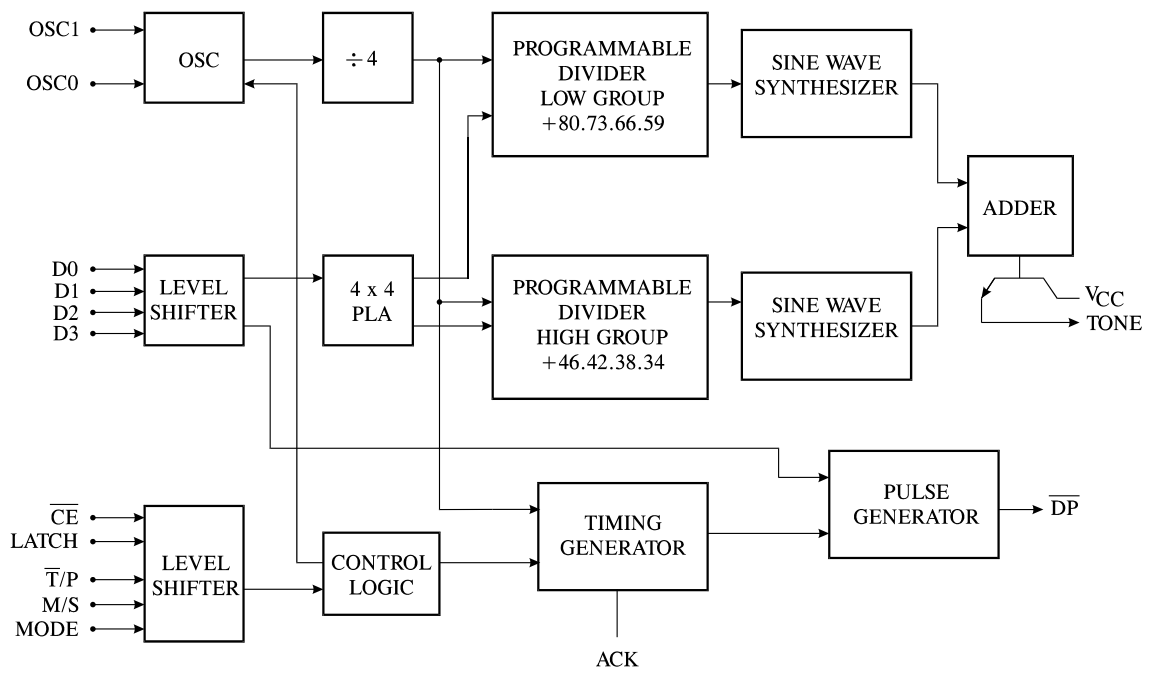 OSC1
OSC0
OSC
÷4
PROGRAMMABLE
DIVIDER
LOW GROUP
+80.73.66.59
SINE WAVE
SYNTHESIZER
ADDER
VCC
TONE
D0
D1
D2
D3
LEVEL
SHIFTER
4 x 4
PLA
PROGRAMMABLE
DIVIDER
HIGH GROUP
+46.42.38.34
SINE WAVE
SYNTHESIZER
C̅E̅
LATCH
T̅/P
M/S
MODE
LEVEL
SHIFTER
CONTROL
LOGIC
TIMING
GENERATOR
ACK
PULSE
GENERATOR
D̅P̅